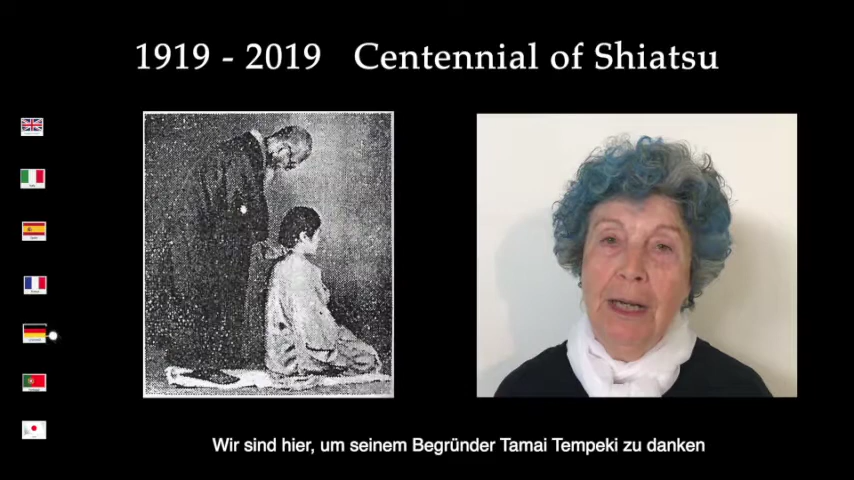 1919 - 2019 Centennial of Shiatsu
Wir sind hier, um seinem Begründer Tamai Tempeki zu danken